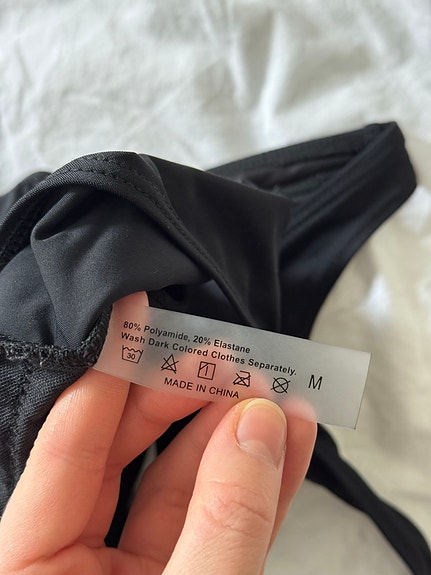 80% Polyamide, 20% Elastane
Wash Dark Colored Clothes Separately.
30 M
MADE IN CHINA